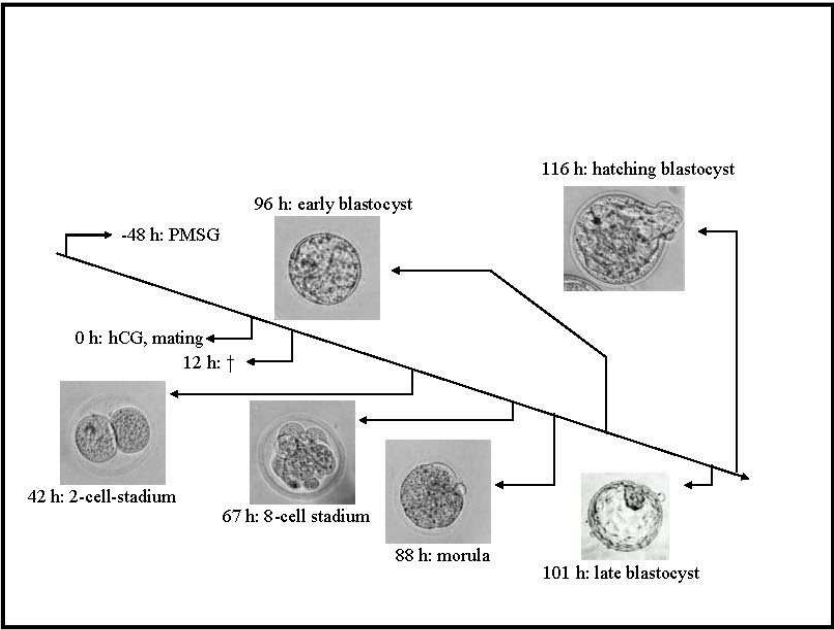 116 h: hatching blastocyst
96 h: early blastocyst
-48 h: PMSG
0 h: hCG, mating
12 h: †
42 h: 2-cell-stadium
67 h: 8-cell stadium
88 h: morula
101 h: late blastocyst